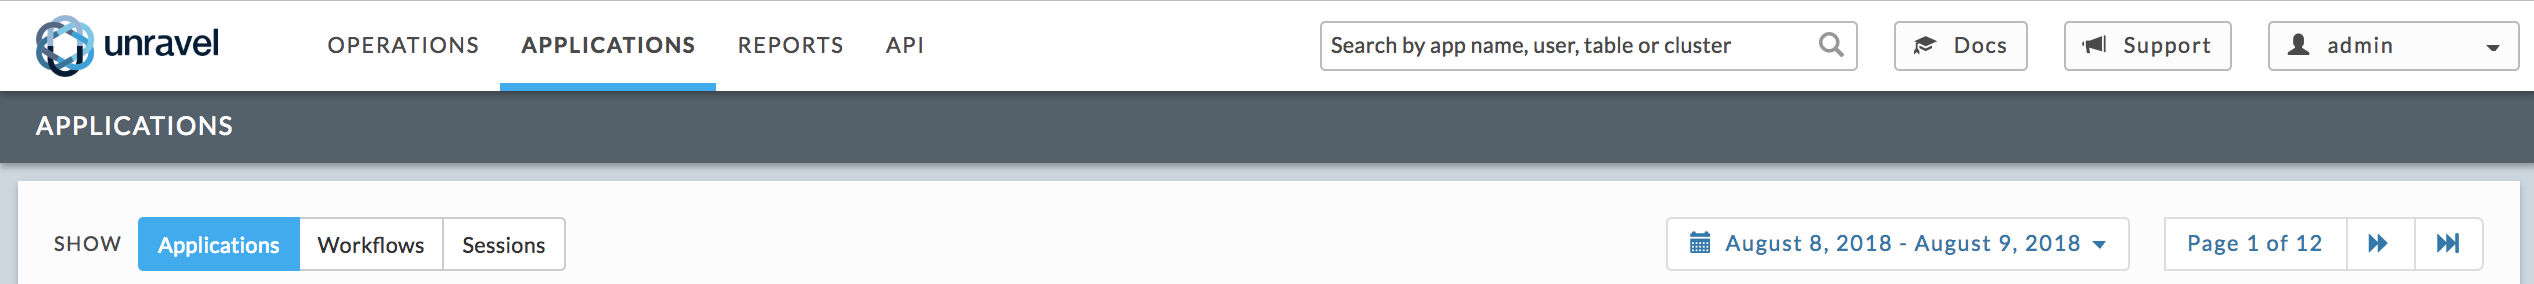 unravel OPERATIONS APPLICATIONS REPORTS API Search by app name, user, table or cluster Docs Support admin
APPLICATIONS
SHOW Applications Workflows Sessions August 8, 2018 - August 9, 2018 Page 1 of 12